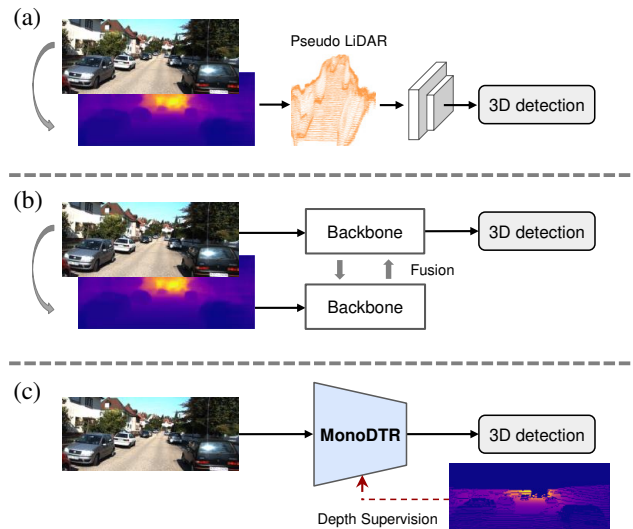 (a)
Pseudo LiDAR
3D detection
(b)
Backbone
3D detection
Fusion
Backbone
(c)
MonoDTR
3D detection
Depth Supervision